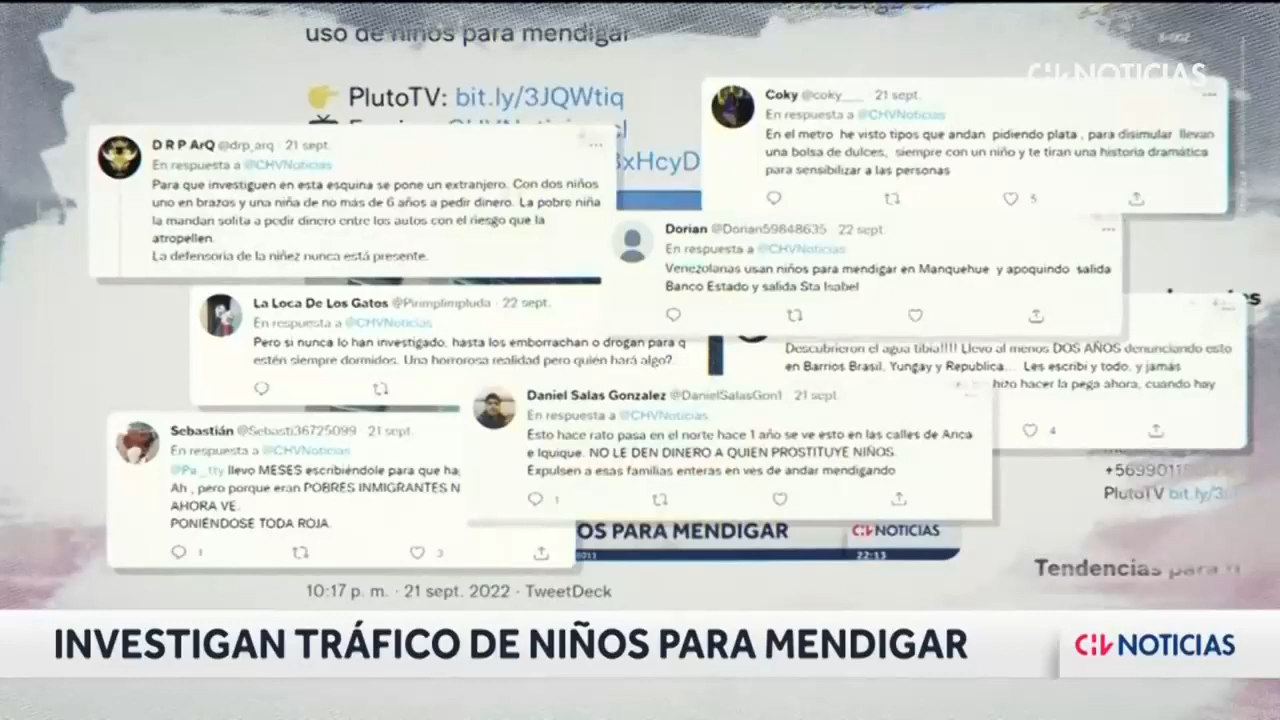 uso de niños para mendigar
CHV NOTICIAS
👉 PlutoTV: bit.ly/3JQWtiq
3xHcyD
Coky @coky___ · 21 sept.
En respuesta a @CHVNoticias
En el metro he visto tipos que andan pidiendo plata , para disimular llevan
una bolsa de dulces, siempre con un niño y te tiran una historia dramática
para sensibilizar a las personas
5
D R P ArQ @drp_arq · 21 sept.
En respuesta a @CHVNoticias
Para que investiguen en esta esquina se pone un extranjero. Con dos niños
uno en brazos y una niña de no más de 6 años a pedir dinero. La pobre niña
la mandan solita a pedir dinero entre los autos con el riesgo que la
atropellen.
La defensoria de la niñez nunca está presente.
Dorian @Dorian59848635 · 22 sept.
En respuesta a @CHVNoticias
Venezolanas usan niños para mendigar en Manquehue y apoquindo salida
Banco Estado y salida Sta Isabel
La Loca De Los Gatos @Pirimplimpluda · 22 sept.
En respuesta a @CHVNoticias
Pero si nunca lo han investigado, hasta los emborrachan o drogan para q
estén siempre dormidos. Una horrorosa realidad pero quién hará algo?.
Descubrieron el agua tibia!!!! Llevo al menos DOS AÑOS denunciando esto
en Barrios Brasil, Yungay y Republica... Les escribi y todo, y jamás
hizo hacer la pega ahora, cuando hay
4
Daniel Salas Gonzalez @DanielSalasGon1 · 21 sept.
En respuesta a @CHVNoticias
Esto hace rato pasa en el norte hace 1 año se ve esto en las calles de Arica
e Iquique. NO LE DEN DINERO A QUIEN PROSTITUYE NIÑOS.
Expulsen a esas familias enteras en ves de andar mendigando
1
Sebastián @Sebasti36725099 · 21 sept.
En respuesta a @CHVNoticias
@Pa_tty llevo MESES escribiéndole para que ha
Ah , pero porque eran POBRES INMIGRANTES N
AHORA VE.
PONIÉNDOSE TODA ROJA.
1 3
+569901
PlutoTV bit.ly/3
OS PARA MENDIGAR
CHV NOTICIAS
22:13
Tendencias para
10:17 p. m. · 21 sept. 2022 · TweetDeck
INVESTIGAN TRÁFICO DE NIÑOS PARA MENDIGAR
CHV NOTICIAS